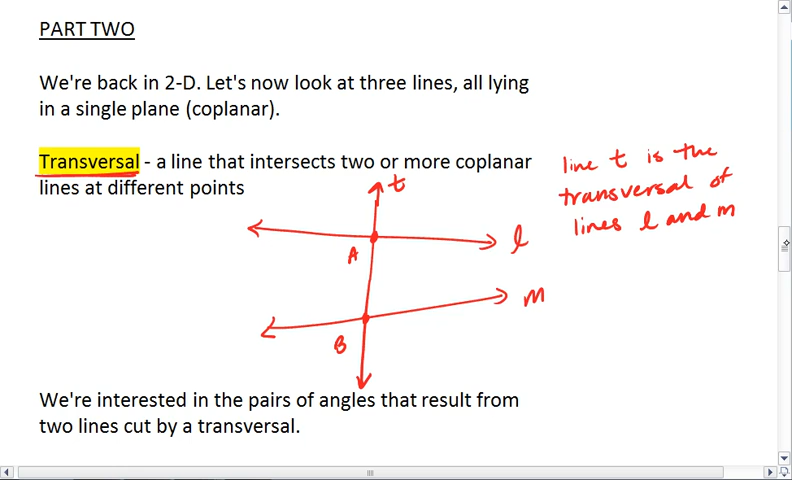 PART TWO
We're back in 2-D. Let's now look at three lines, all lying
in a single plane (coplanar).
Transversal - a line that intersects two or more coplanar
lines at different points
line t is the
transversal of
lines l and m
t
A
l
m
B
We're interested in the pairs of angles that result from
two lines cut by a transversal.